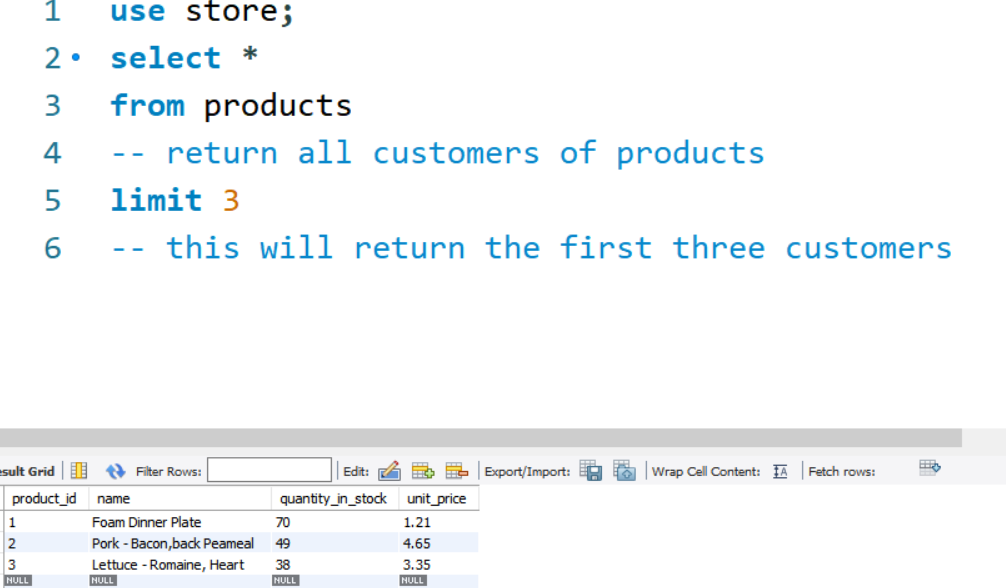 1 use store;
2 select *
3 from products
4 -- return all customers of products
5 limit 3
6 -- this will return the first three customers
esult Grid Filter Rows: Edit: Export/Import: Wrap Cell Content: IA Fetch rows:
product_id name quantity_in_stock unit_price
1 Foam Dinner Plate 70 1.21
2 Pork - Bacon,back Peameal 49 4.65
3 Lettuce - Romaine, Heart 38 3.35
NULL NULL NULL NULL